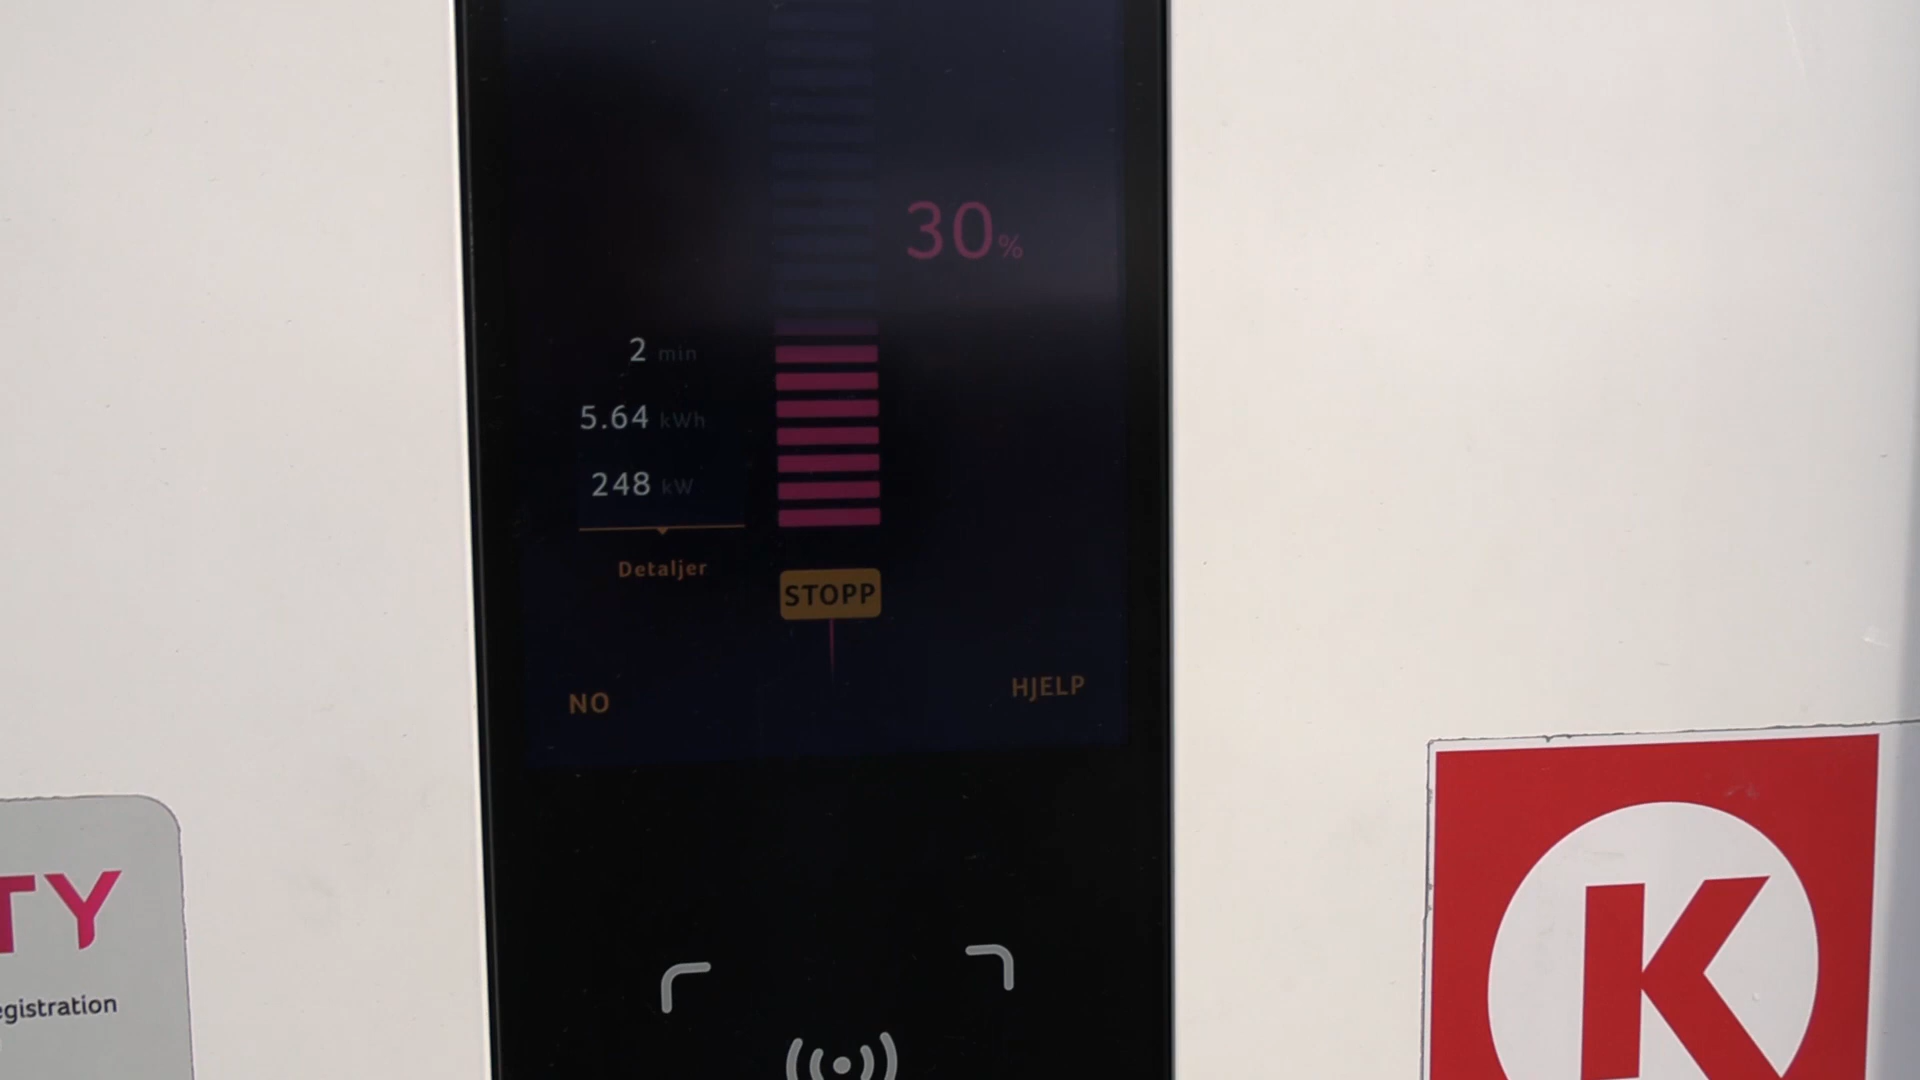 30%
2 min
5.64 kWh
248 kW
Detaljer
STOPP
NO
HJELP
TY
egistration
K